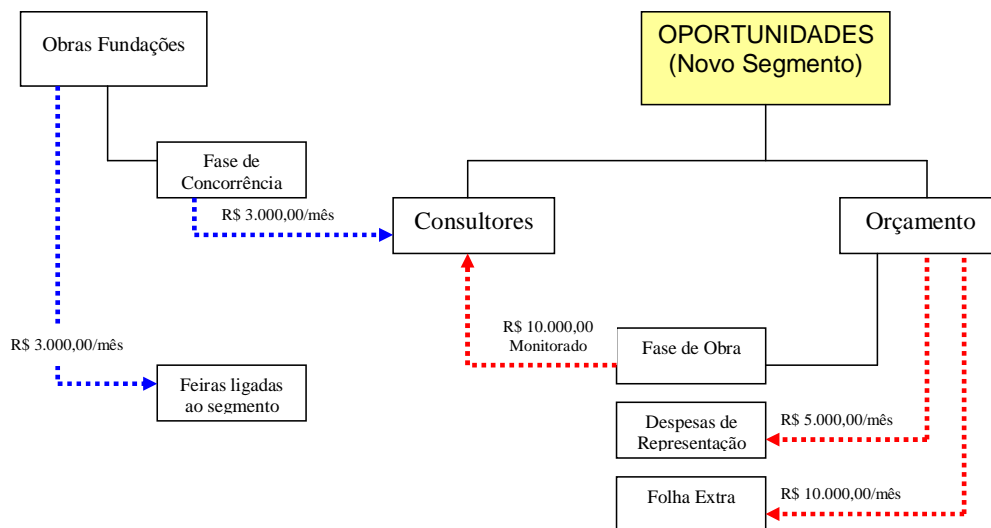 Obras Fundações
OPORTUNIDADES
(Novo Segmento)
Fase de
Concorrência
R$ 3.000,00/mês
Consultores
Orçamento
R$ 3.000,00/mês
R$ 10.000,00
Monitorado
Fase de Obra
Feiras ligadas
ao segmento
Despesas de
Representação
R$ 5.000,00/mês
Folha Extra
R$ 10.000,00/mês